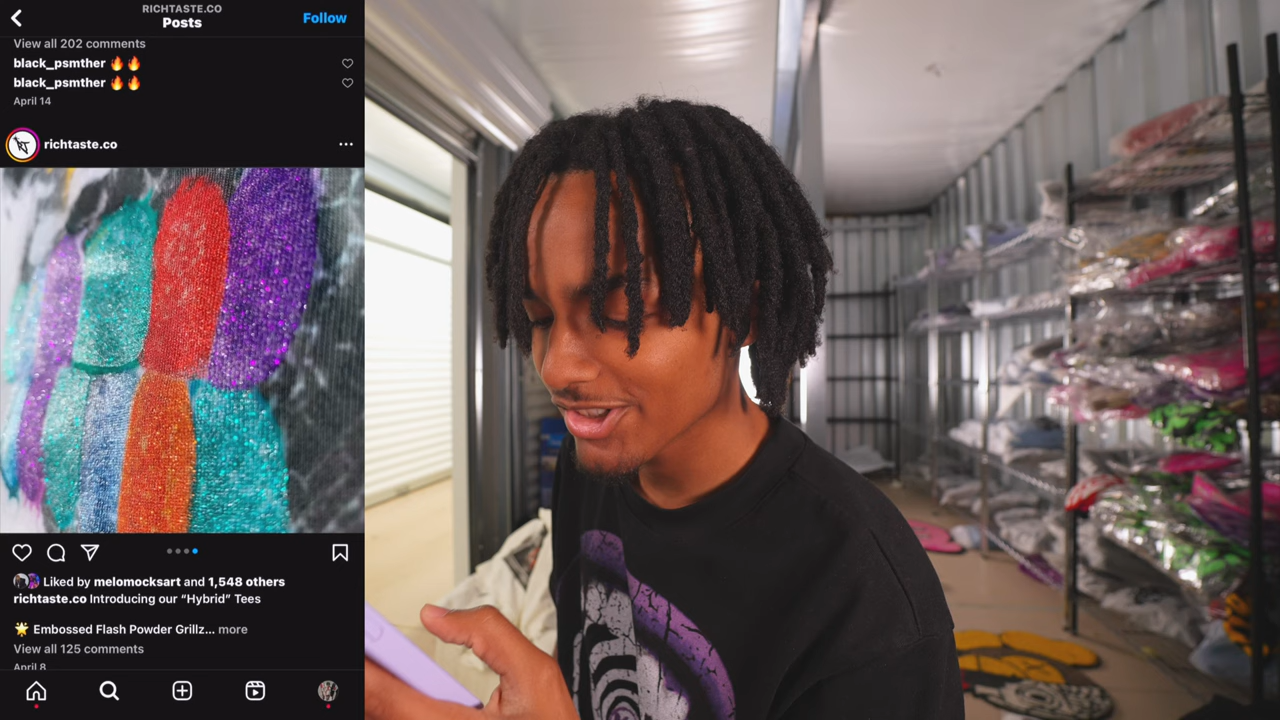 RICHTASTE.CO
Posts
Follow
View all 202 comments
black_psmther 🔥🔥
black_psmther 🔥🔥
April 14
richtaste.co
Liked by melomocksart and 1,548 others
richtaste.co Introducing our “Hybrid” Tees
🌟 Embossed Flash Powder Grillz... more
View all 125 comments
April 8